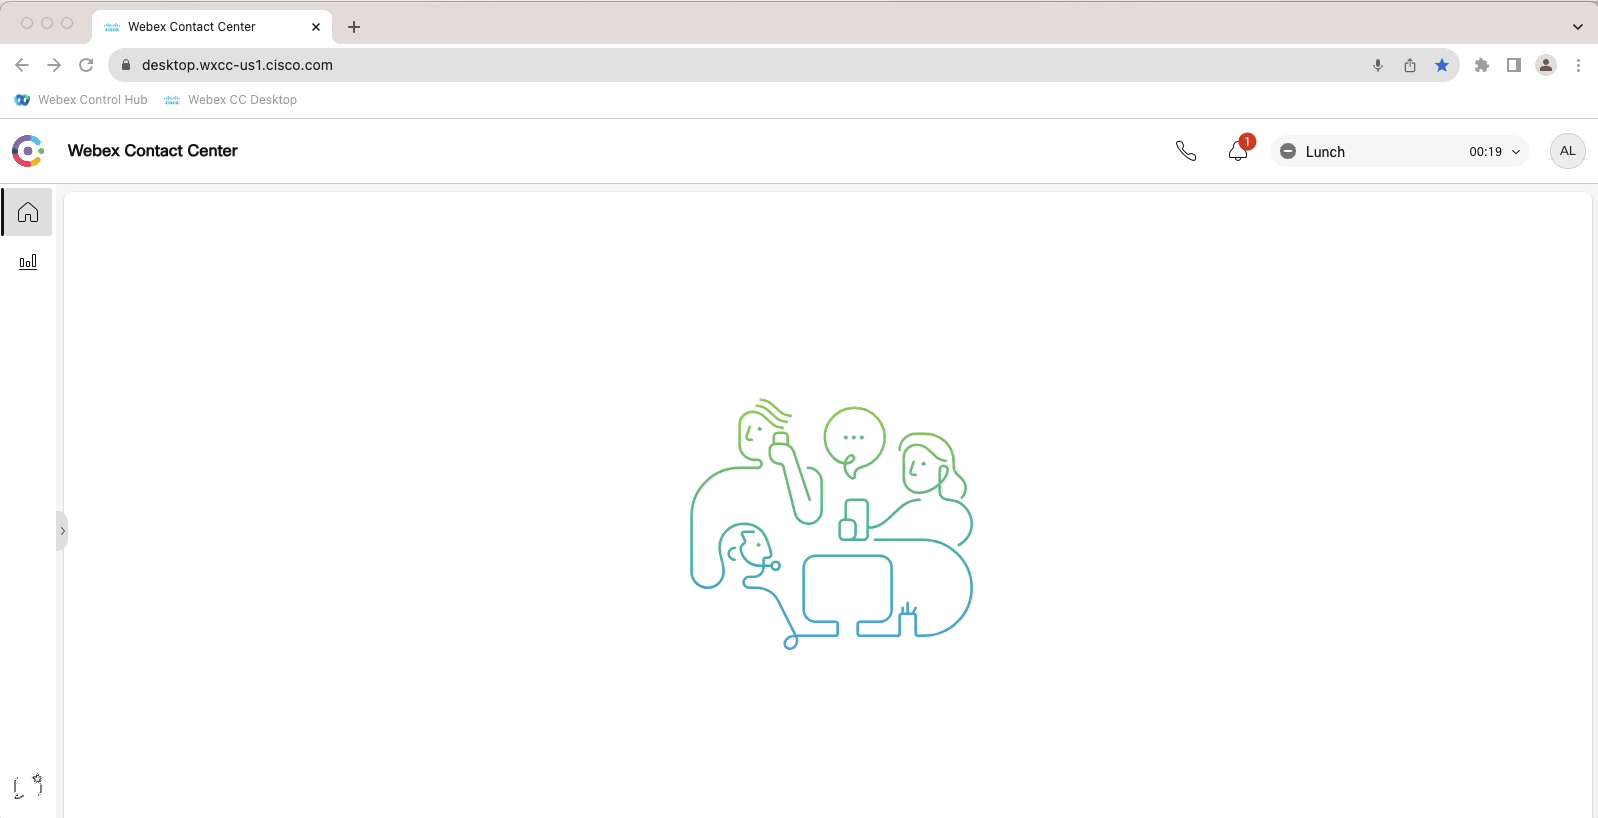 Webex Contact Center
desktop.wxcc-us1.cisco.com
Webex Control Hub Webex CC Desktop
Webex Contact Center 1 Lunch 00:19 AL